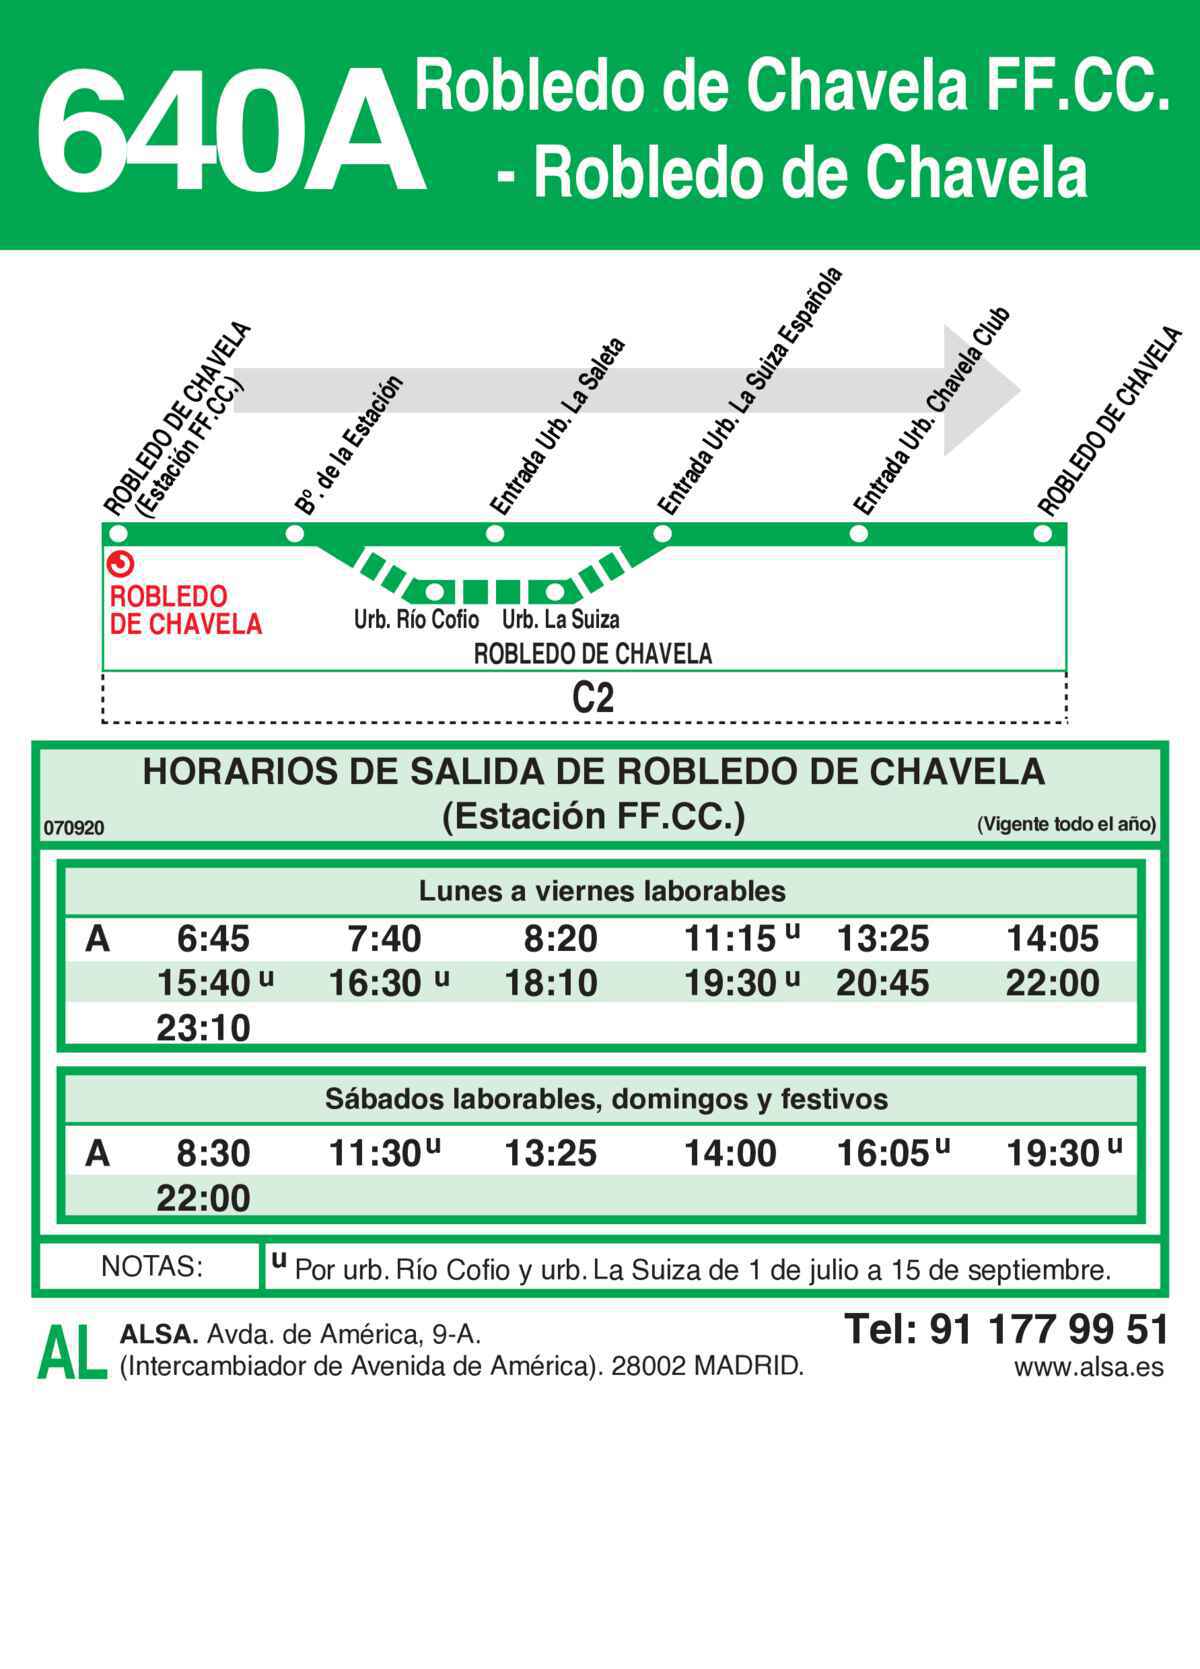 640A
Robledo de Chavela FF.CC.
- Robledo de Chavela
ROBLEDO DE CHAVELA
(Estación FF.CC.)
Bº. de la Estación
Entrada Urb. La Saleta
Entrada Urb. La Suiza Española
Entrada Urb. Chavela Club
ROBLEDO DE CHAVELA
ROBLEDO
DE CHAVELA
Urb. Río Cofio Urb. La Suiza
ROBLEDO DE CHAVELA
C2
HORARIOS DE SALIDA DE ROBLEDO DE CHAVELA
(Estación FF.CC.)
070920
(Vigente todo el año)
Lunes a viernes laborables
A 6:45 7:40 8:20 11:15 u 13:25 14:05
15:40 u 16:30 u 18:10 19:30 u 20:45 22:00
23:10
Sábados laborables, domingos y festivos
A 8:30 11:30 u 13:25 14:00 16:05 u 19:30 u
22:00
NOTAS: u Por urb. Río Cofio y urb. La Suiza de 1 de julio a 15 de septiembre.
AL
ALSA. Avda. de América, 9-A.
(Intercambiador de Avenida de América). 28002 MADRID.
Tel: 91 177 99 51
www.alsa.es